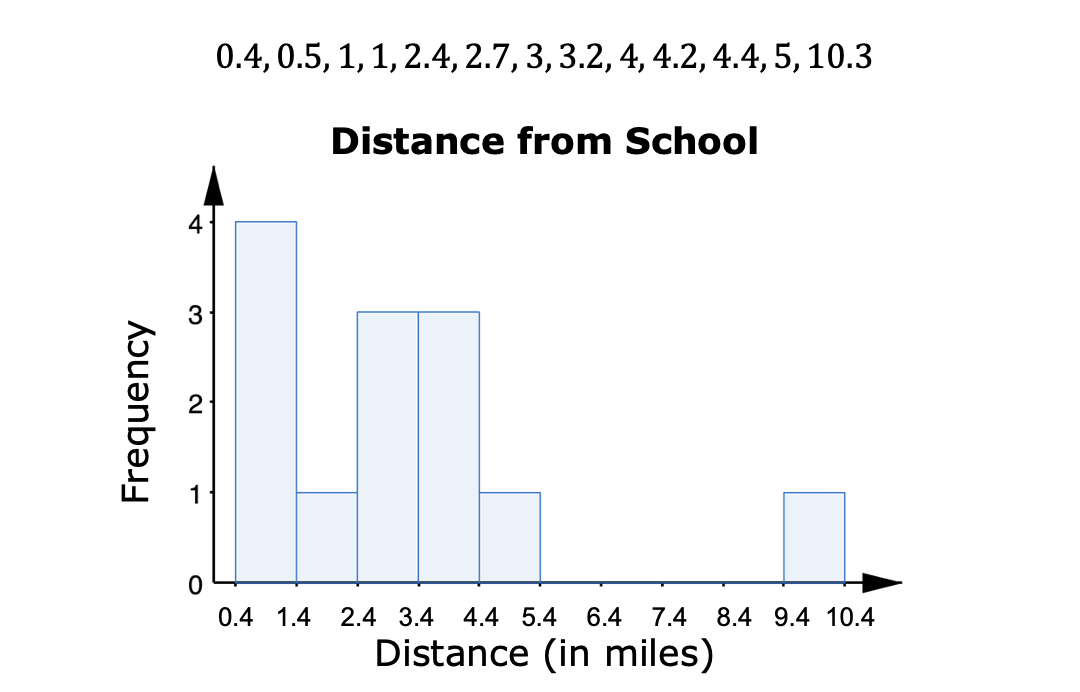 0.4, 0.5, 1, 1, 2.4, 2.7, 3, 3.2, 4, 4.2, 4.4, 5, 10.3
Distance from School
4
3
2
1
0
Frequency
0.4 1.4 2.4 3.4 4.4 5.4 6.4 7.4 8.4 9.4 10.4
Distance (in miles)